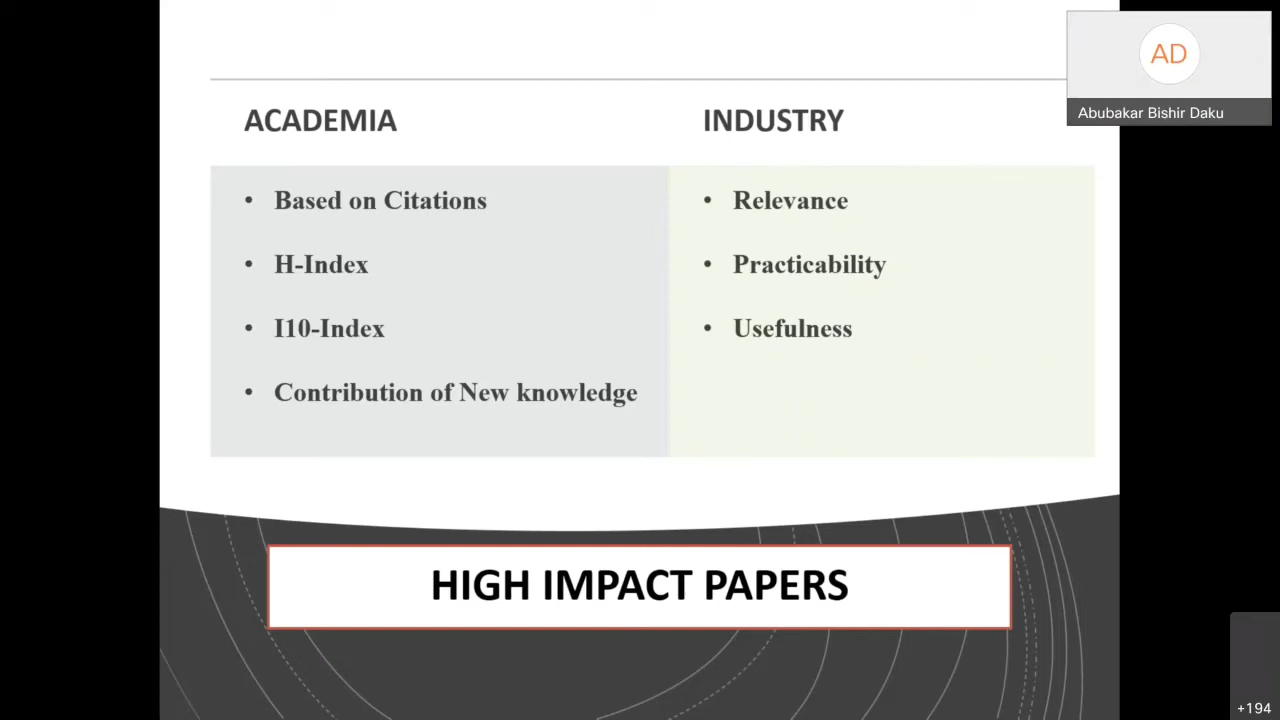 AD
Abubakar Bishir Daku
ACADEMIA
• Based on Citations
• H-Index
• I10-Index
• Contribution of New knowledge
INDUSTRY
• Relevance
• Practicability
• Usefulness
HIGH IMPACT PAPERS
+194